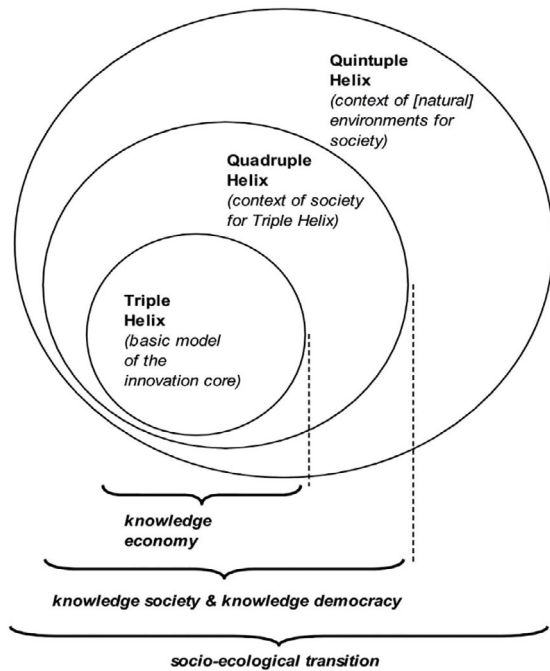 Quintuple
Helix
(context of [natural]
environments for
society)
Quadruple
Helix
(context of society
for Triple Helix)
Triple
Helix
(basic model
of the
innovation core)
knowledge
economy
knowledge society & knowledge democracy
socio-ecological transition